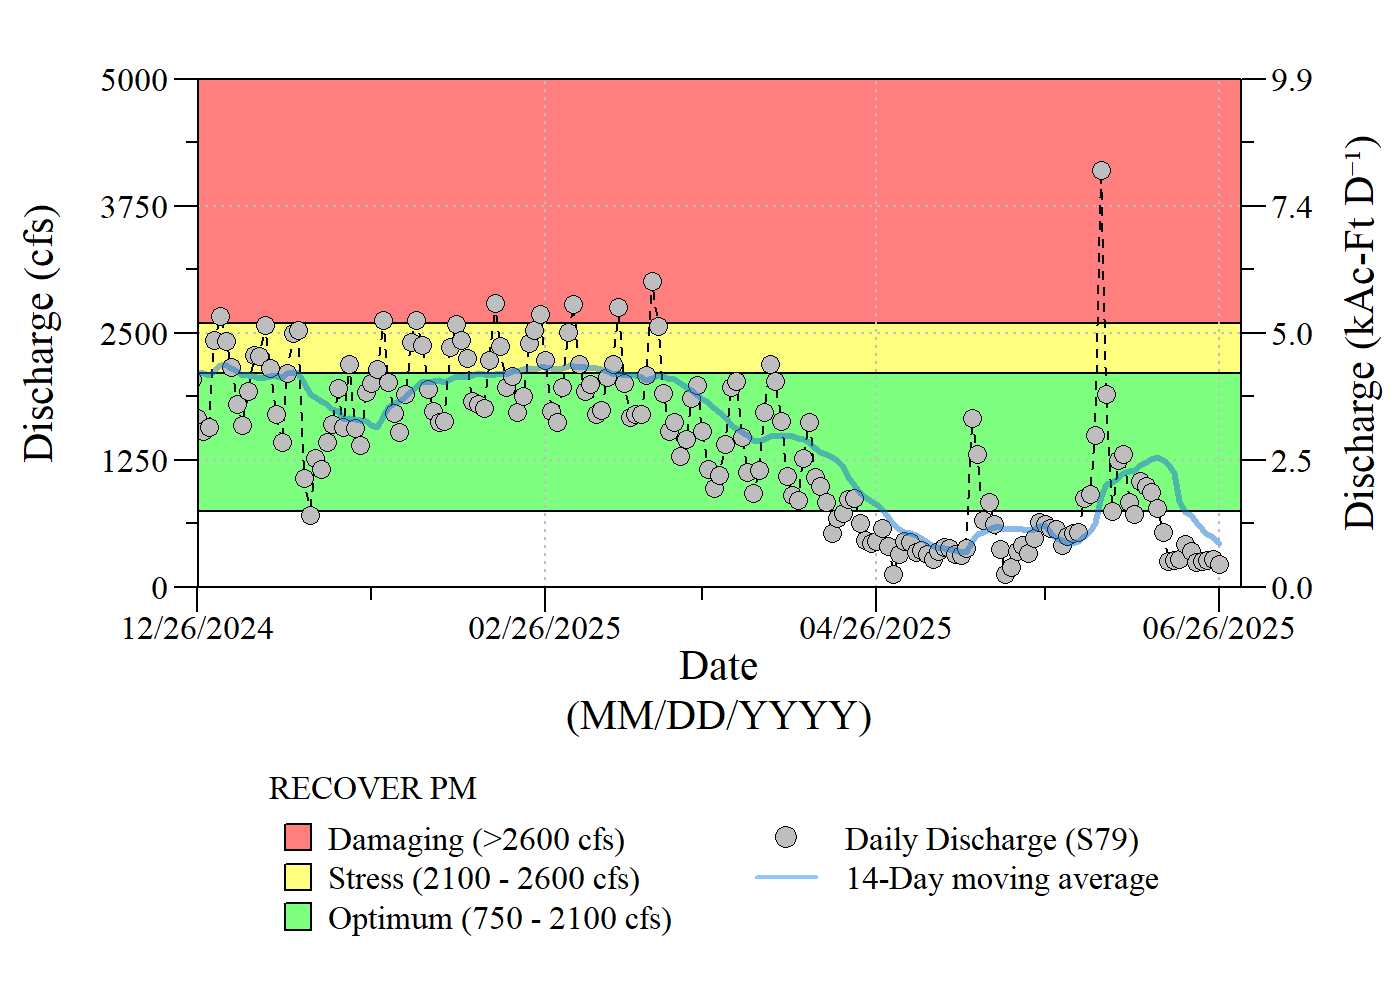 5000
3750
2500
1250
0
Discharge (cfs)
9.9
7.4
5.0
2.5
0.0
Discharge (kAc-Ft D⁻¹)
12/26/2024 02/26/2025 04/26/2025 06/26/2025
Date
(MM/DD/YYYY)
RECOVER PM
Damaging (>2600 cfs)
Stress (2100 - 2600 cfs)
Optimum (750 - 2100 cfs)
Daily Discharge (S79)
14-Day moving average